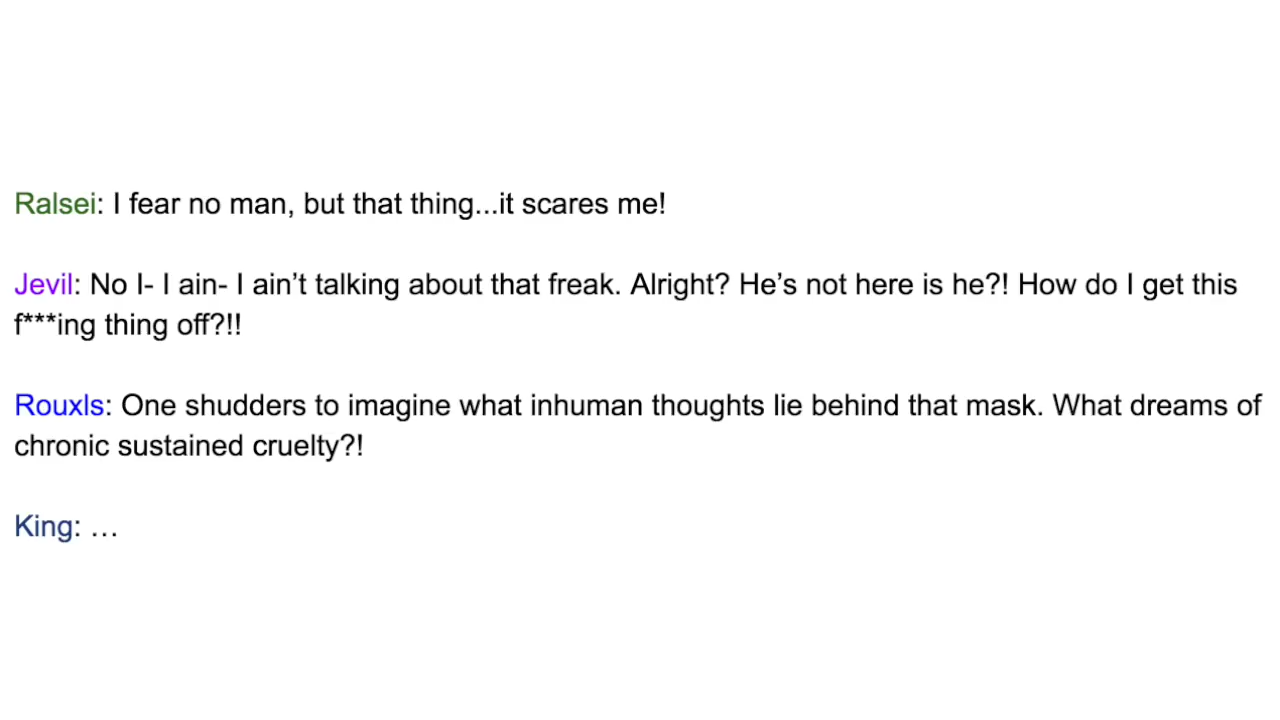 Ralsei: I fear no man, but that thing...it scares me!
Jevil: No I- I ain- I ain’t talking about that freak. Alright? He’s not here is he?! How do I get this
f***ing thing off?!!
Rouxls: One shudders to imagine what inhuman thoughts lie behind that mask. What dreams of
chronic sustained cruelty?!
King: …